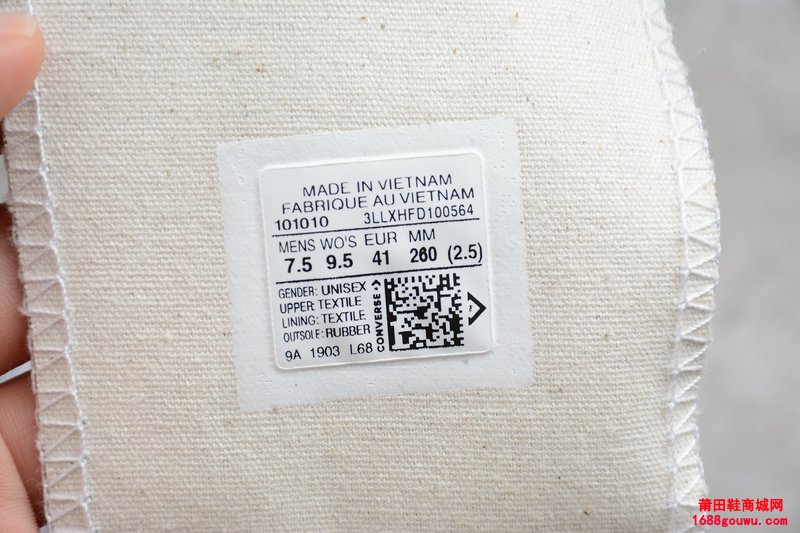 MADE IN VIETNAM
FABRIQUE AU VIETNAM
101010 3LLXHFD100564
MENS WO'S EUR MM
7.5 9.5 41 260 (2.5)
GENDER: UNISEX
UPPER: TEXTILE
LINING: TEXTILE
OUTSOLE: RUBBER
9A 1903 L68
CONVERSE
莆田鞋商城网
1688gouwu.com